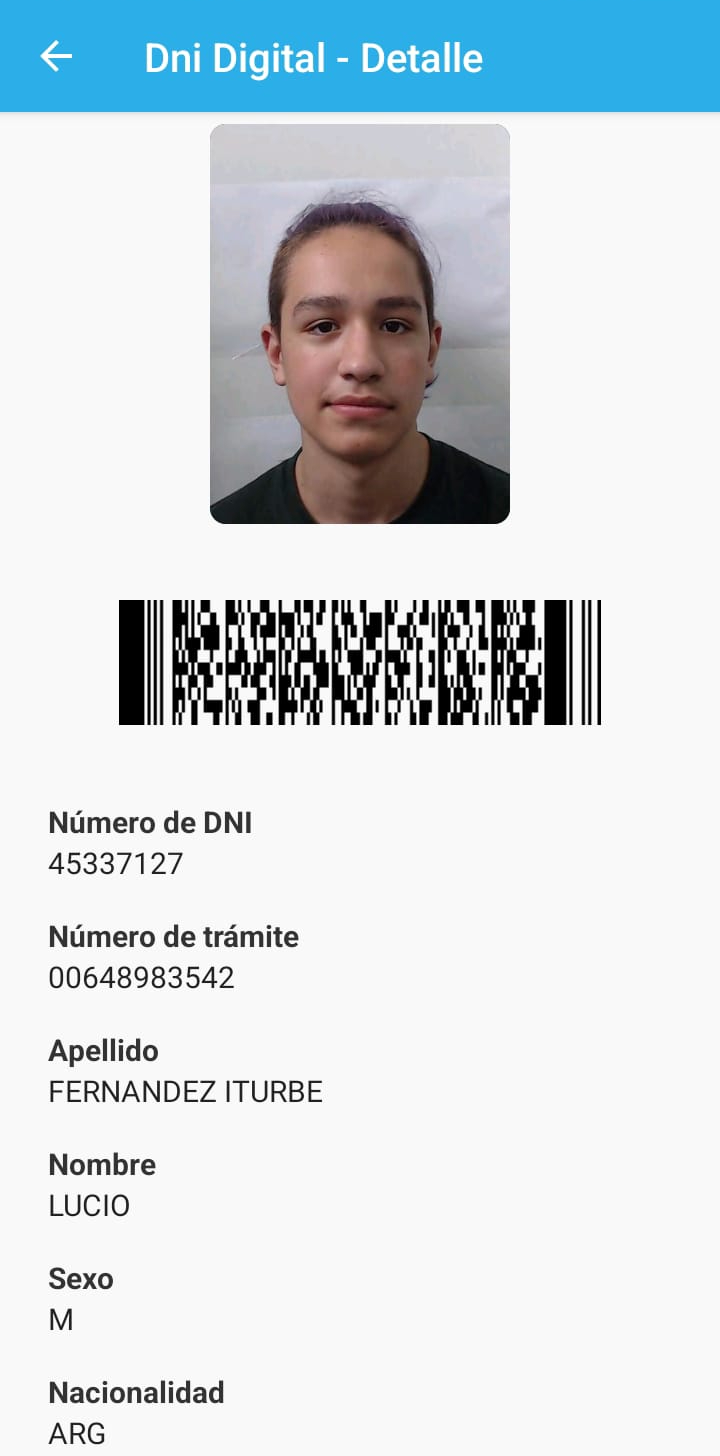 Dni Digital - Detalle
Número de DNI
45337127
Número de trámite
00648983542
Apellido
FERNANDEZ ITURBE
Nombre
LUCIO
Sexo
M
Nacionalidad
ARG